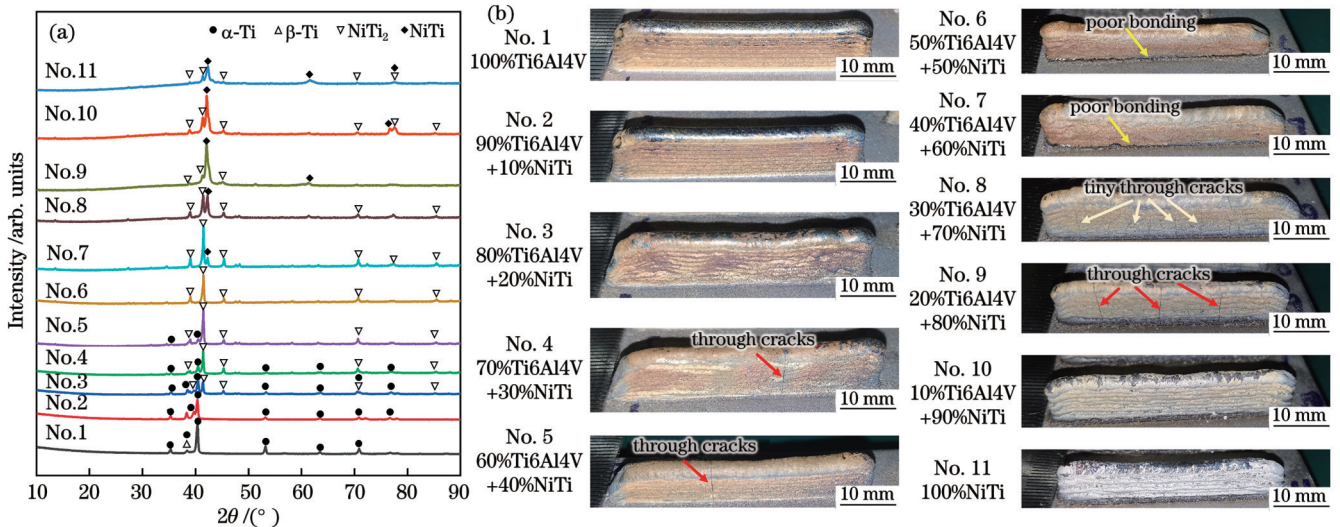 (a)
● α-Ti △ β-Ti ▽ NiTi₂ ◆ NiTi
No.11
No.10
No.9
No.8
No.7
No.6
No.5
No.4
No.3
No.2
No.1
Intensity /arb. units
10 20 30 40 50 60 70 80 90
2θ /(°)
(b)
No. 1
100%Ti6Al4V
10 mm
No. 2
90%Ti6Al4V
+10%NiTi
10 mm
No. 3
80%Ti6Al4V
+20%NiTi
10 mm
No. 4
70%Ti6Al4V
+30%NiTi
through cracks
10 mm
No. 5
60%Ti6Al4V
+40%NiTi
through cracks
10 mm
No. 6
50%Ti6Al4V
+50%NiTi
poor bonding
10 mm
No. 7
40%Ti6Al4V
+60%NiTi
poor bonding
10 mm
No. 8
30%Ti6Al4V
+70%NiTi
tiny through cracks
10 mm
No. 9
20%Ti6Al4V
+80%NiTi
through cracks
10 mm
No. 10
10%Ti6Al4V
+90%NiTi
10 mm
No. 11
100%NiTi
10 mm